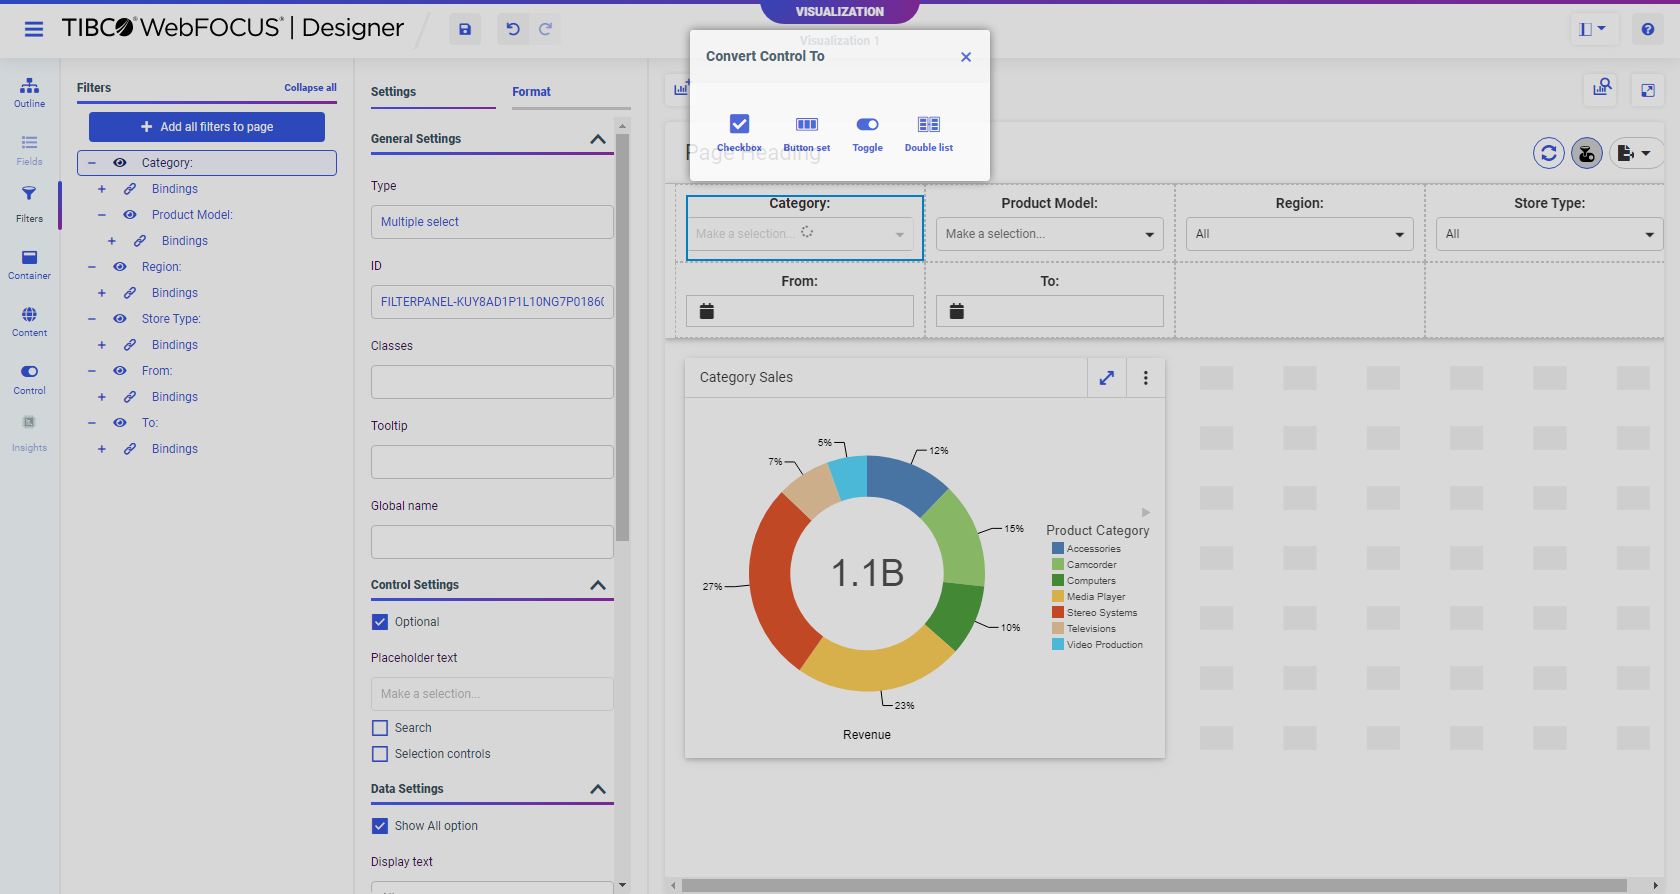 VISUALIZATION
TIBCO® WebFOCUS® | Designer
Visualization 1
Convert Control To
Checkbox
Button set
Toggle
Double list
Page Heading
Outline
Fields
Filters
Container
Content
Control
Insights
Filters
Collapse all
Add all filters to page
Category:
Bindings
Product Model:
Bindings
Region:
Bindings
Store Type:
Bindings
From:
Bindings
To:
Bindings
Settings
Format
General Settings
Type
Multiple select
ID
FILTERPANEL-KUY8AD1P1L10NG7P0186
Classes
Tooltip
Global name
Control Settings
Optional
Placeholder text
Make a selection...
Search
Selection controls
Data Settings
Show All option
Display text
Category:
Make a selection...
Product Model:
Make a selection...
Region:
All
Store Type:
All
From:
To:
Category Sales
5%
12%
7%
15%
27%
10%
23%
1.1B
Revenue
Product Category
Accessories
Camcorder
Computers
Media Player
Stereo Systems
Televisions
Video Production